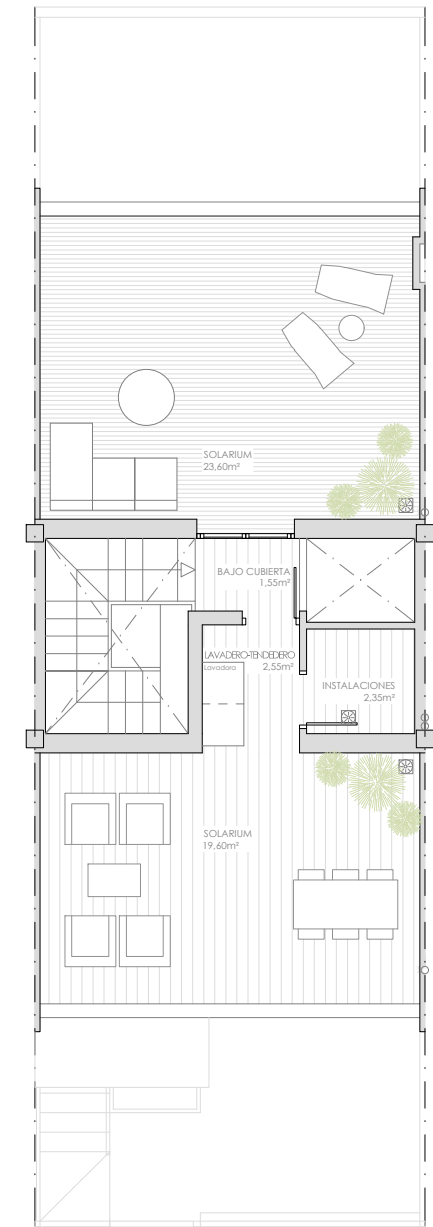 SOLARIUM
23,60m²
BAJO CUBIERTA
1,55m²
LAVADERO-TENDEDERO
Lavadora
2,55m²
INSTALACIONES
2,35m²
SOLARIUM
19,60m²